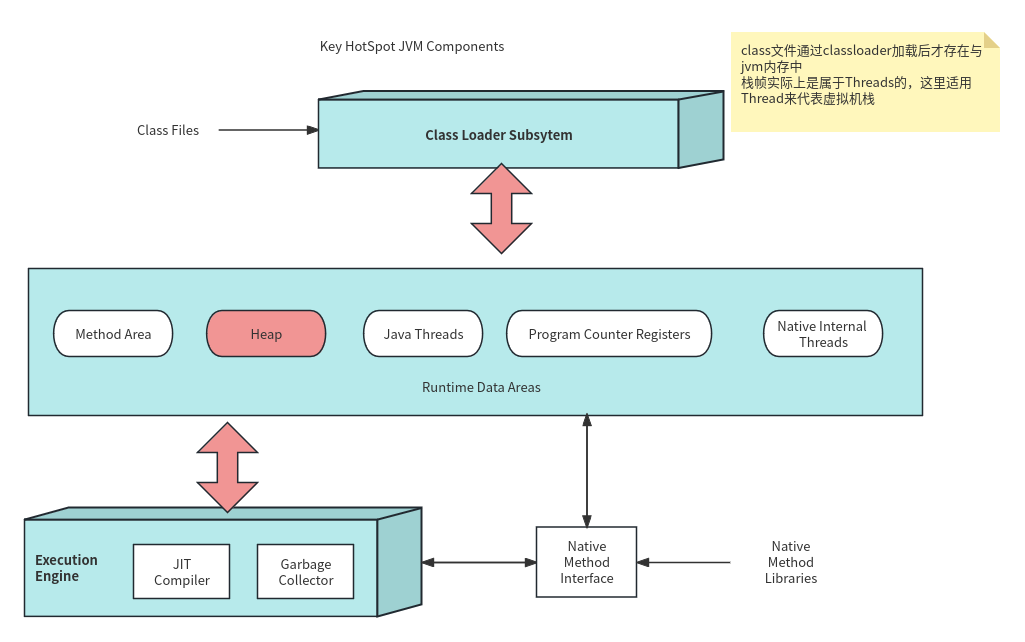 Key HotSpot JVM Components
class文件通过classloader加载后才存在与
jvm内存中
栈帧实际上是属于Threads的，这里适用
Thread来代表虚拟机栈
Class Files
Class Loader Subsytem
Method Area
Heap
Java Threads
Program Counter Registers
Native Internal
Threads
Runtime Data Areas
Execution
Engine
JIT
Compiler
Garbage
Collector
Native
Method
Interface
Native
Method
Libraries